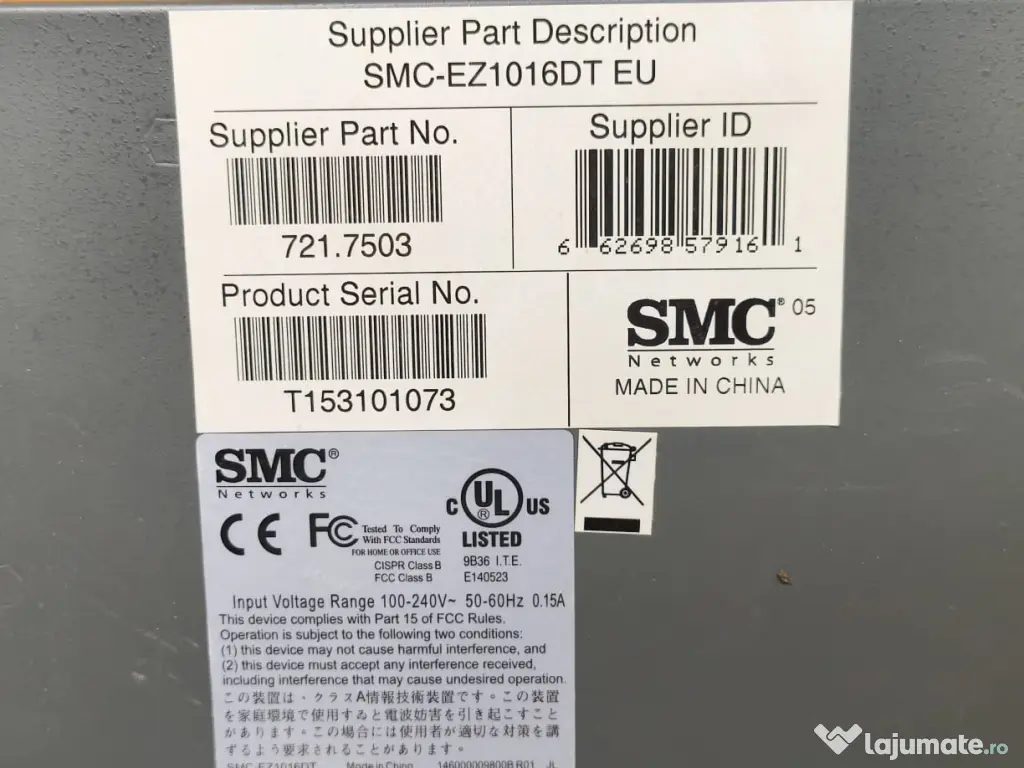 Supplier Part Description
SMC-EZ1016DT EU
Supplier Part No.
721.7503
Supplier ID
6 62698 57916 1
Product Serial No.
T153101073
SMC® 05
Networks
MADE IN CHINA
SMC®
Networks
CE FC Tested To Comply
With FCC Standards
FOR HOME OR OFFICE USE
CISPR Class B
FCC Class B
C UL® US
LISTED
9B36 I.T.E.
E140523
Input Voltage Range 100-240V~ 50-60Hz 0.15A
This device complies with Part 15 of FCC Rules.
Operation is subject to the following two conditions:
(1) this device may not cause harmful interference, and
(2) this device must accept any interference received,
including interference that may cause undesired operation.
この装置は、クラスA情報技術装置です。この装置
を家庭環境で使用すゐと電波妨害を引き起こすこと
があります。この場合には使用者が適切な対策を講
ずるよう要求されることがあります。
SMC-EZ1016DT Made in China 146000009800B R01 JL
lajumate.ro